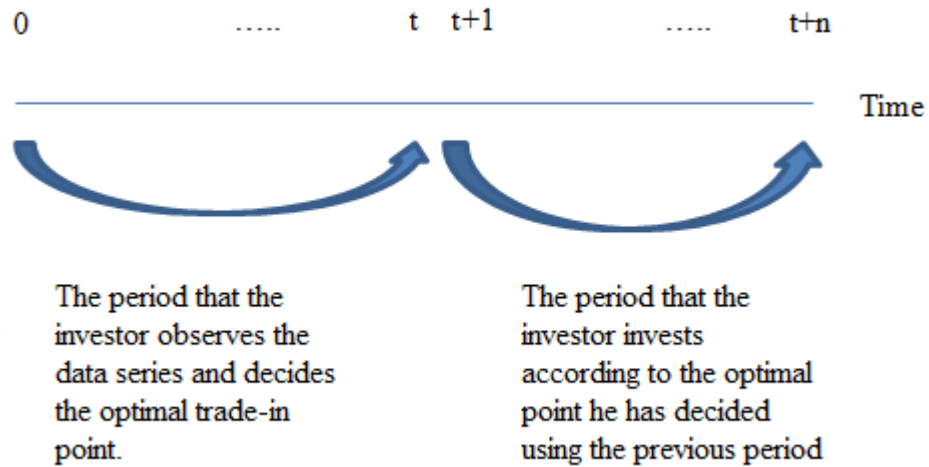 0 ..... t t+1 ..... t+n
Time
The period that the
investor observes the
data series and decides
the optimal trade-in
point.
The period that the
investor invests
according to the optimal
point he has decided
using the previous period